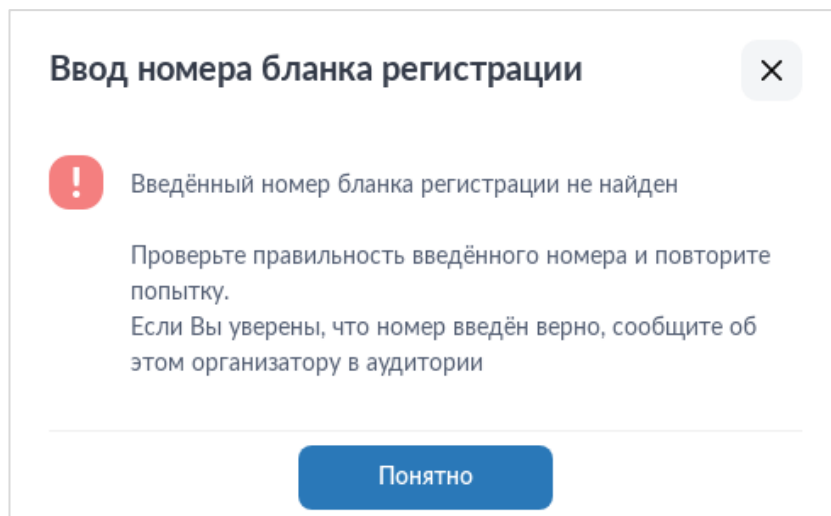 Ввод номера бланка регистрации
Введённый номер бланка регистрации не найден
Проверьте правильность введённого номера и повторите
попытку.
Если Вы уверены, что номер введён верно, сообщите об
этом организатору в аудитории
Понятно